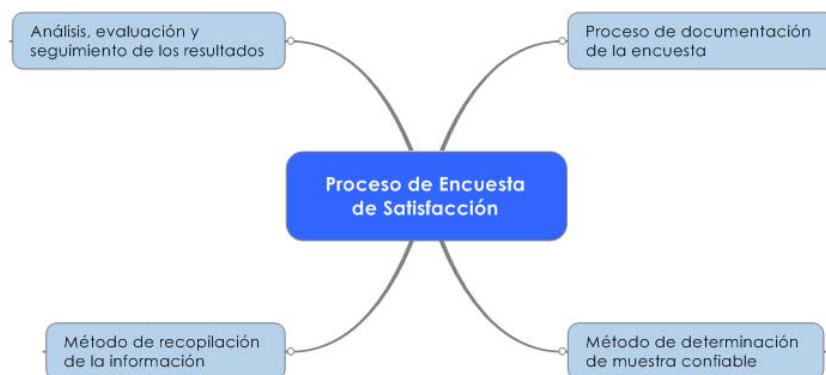 Análisis, evaluación y
seguimiento de los resultados
Proceso de documentación
de la encuesta
Proceso de Encuesta
de Satisfacción
Método de recopilación
de la información
Método de determinación
de muestra confiable